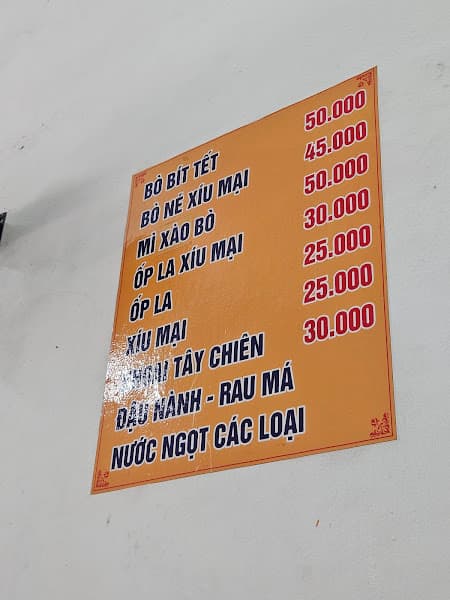 BÒ BÍT TẾT 50.000
BÒ NÉ XÍU MẠI 45.000
MÌ XÀO BÒ 50.000
ỐP LA XÍU MẠI 30.000
ỐP LA 25.000
XÍU MẠI 25.000
KHOAI TÂY CHIÊN 30.000
ĐẬU NÀNH - RAU MÁ
NƯỚC NGỌT CÁC LOẠI